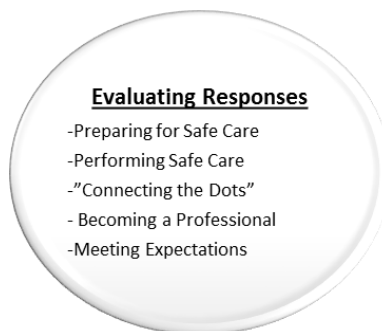 Evaluating Responses
-Preparing for Safe Care
-Performing Safe Care
-”Connecting the Dots”
- Becoming a Professional
-Meeting Expectations